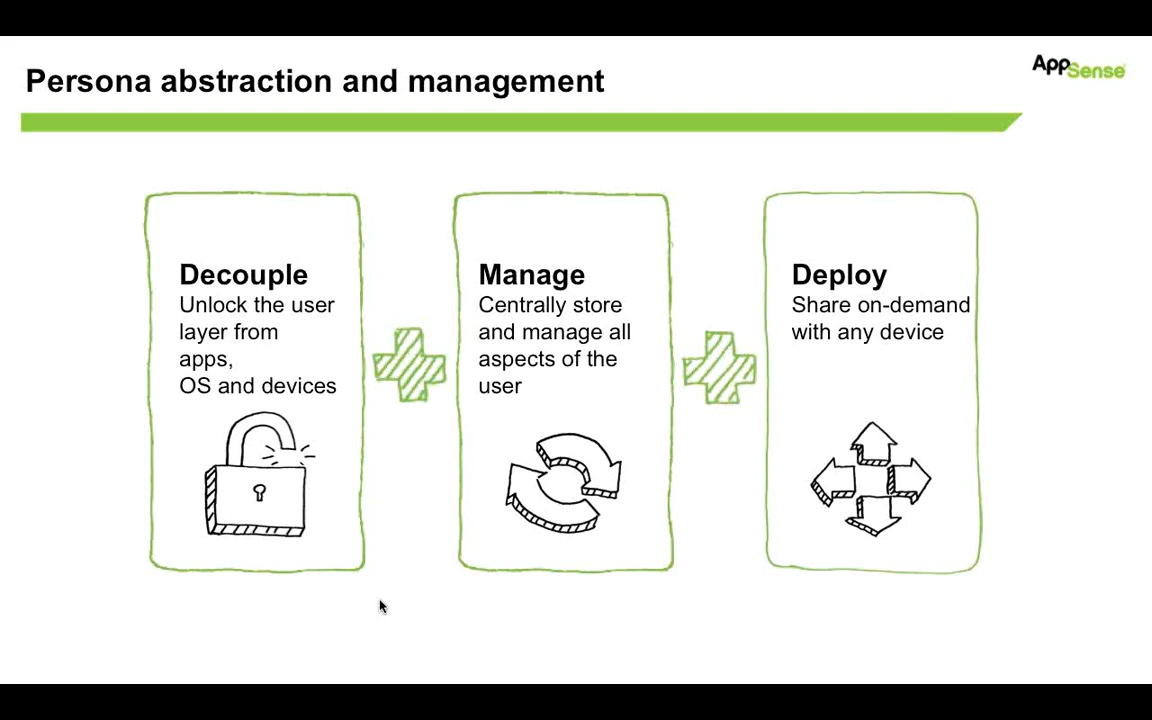 Persona abstraction and management
AppSense
Decouple
Unlock the user
layer from
apps,
OS and devices
Manage
Centrally store
and manage all
aspects of the
user
Deploy
Share on-demand
with any device